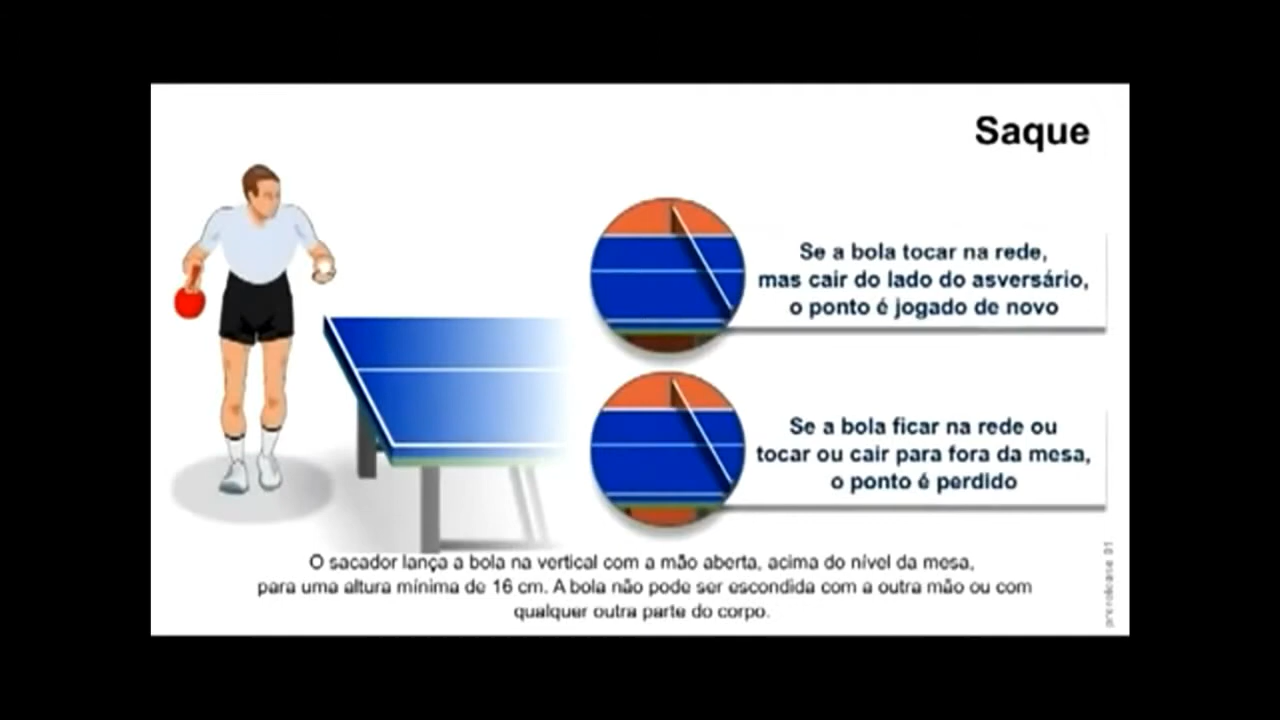 Saque
Se a bola tocar na rede,
mas cair do lado do asversário,
o ponto é jogado de novo
Se a bola ficar na rede ou
tocar ou cair para fora da mesa,
o ponto é perdido
O sacador lança a bola na vertical com a mão aberta, acima do nível da mesa,
para uma altura mínima de 16 cm. A bola não pode ser escondida com a outra mão ou com
qualquer outra parte do corpo.